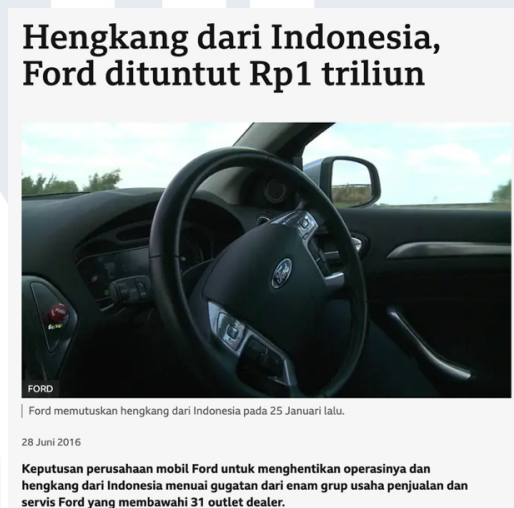 Hengkang dari Indonesia,
Ford dituntut Rp1 triliun
FORD
Ford memutuskan hengkang dari Indonesia pada 25 Januari lalu.
28 Juni 2016
Keputusan perusahaan mobil Ford untuk menghentikan operasinya dan
hengkang dari Indonesia menuai gugatan dari enam grup usaha penjualan dan
servis Ford yang membawahi 31 outlet dealer.